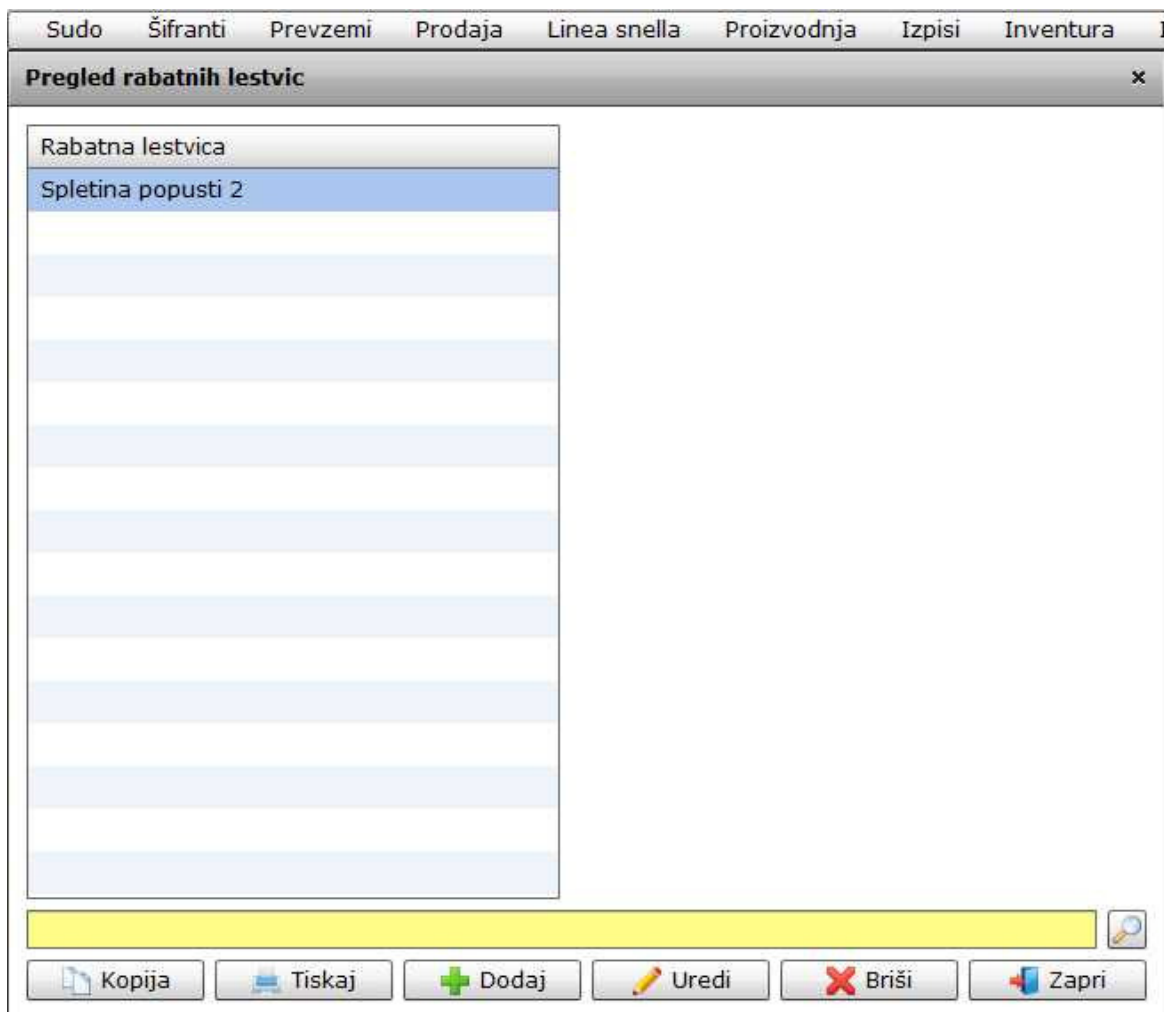 Sudo Šifranti Prevzemi Prodaja Linea snella Proizvodnja Izpisi Inventura
Pregled rabatnih lestvic
Rabatna lestvica
Spletina popusti 2
Kopija Tiskaj Dodaj Uredi Briši Zapri